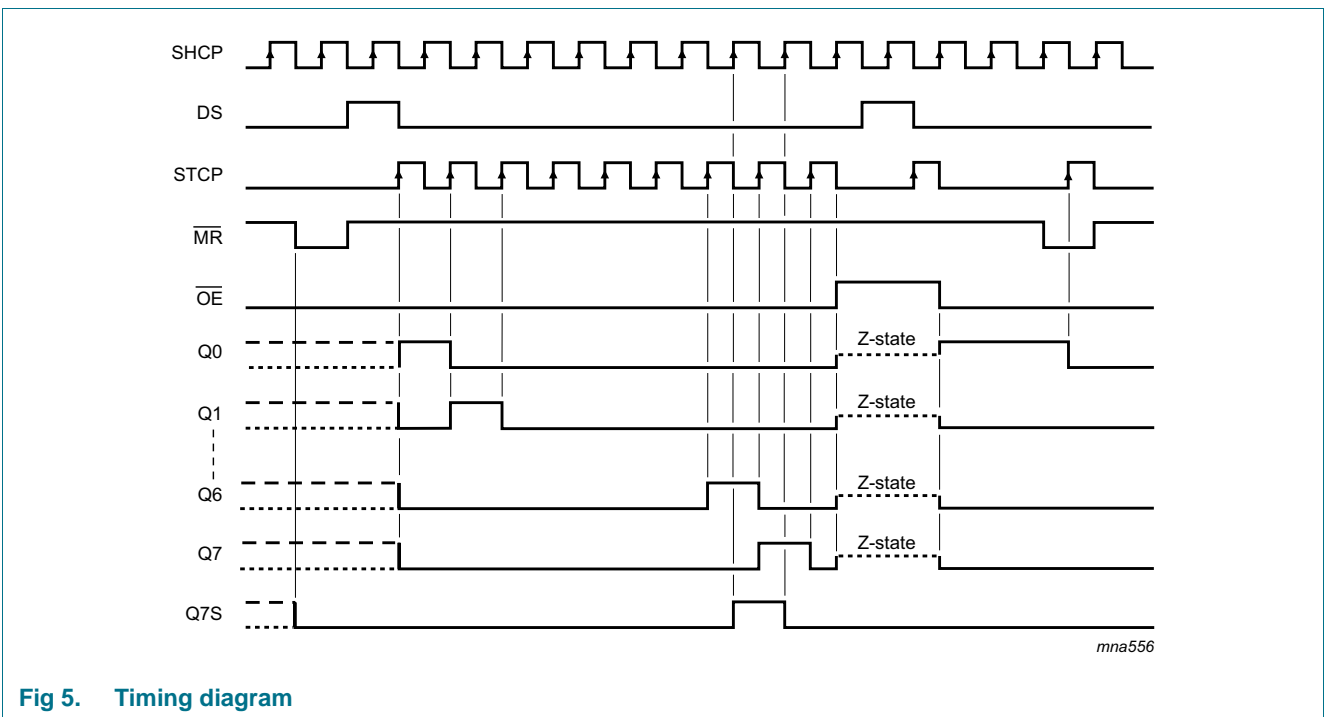 SHCP
DS
STCP
MR
OE
Z-state
Q0
Z-state
Q1
Z-state
Q6
Z-state
Q7
Q7S
mna556
Fig 5. Timing diagram